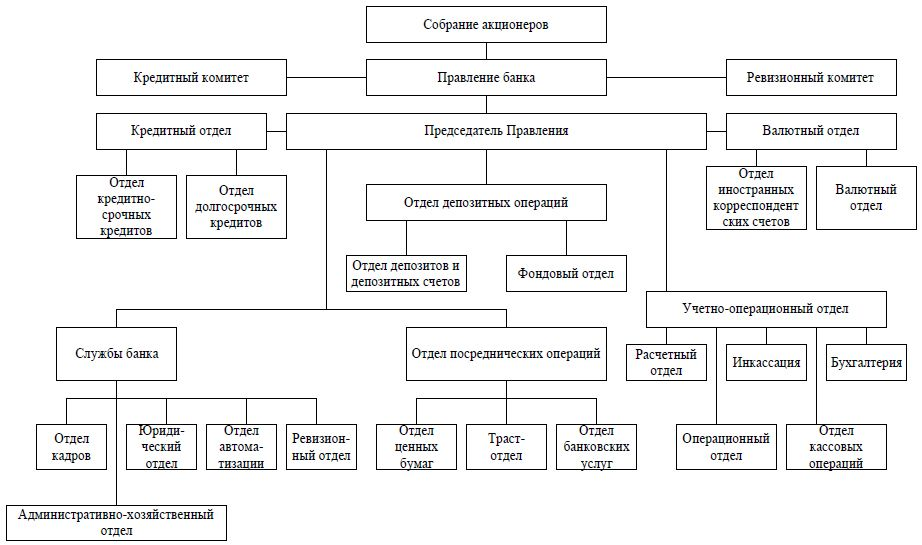 Собрание акционеров
Кредитный комитет
Правление банка
Ревизионный комитет
Кредитный отдел
Председатель Правления
Валютный отдел
Отдел
кредитно-
срочных
кредитов
Отдел
долгосрочных
кредитов
Отдел депозитных операций
Отдел
иностранных
корреспондент
ских счетов
Валютный
отдел
Отдел депозитов и
депозитных счетов
Фондовый отдел
Учетно-операционный отдел
Службы банка
Отдел посреднических операций
Расчетный
отдел
Инкассация
Бухгалтерия
Отдел
кадров
Юриди-
ческий
отдел
Отдел
автома-
тизации
Ревизион-
ный отдел
Отдел
ценных
бумаг
Траст-
отдел
Отдел
банковских
услуг
Операционный
отдел
Отдел
кассовых
операций
Административно-хозяйственный
отдел